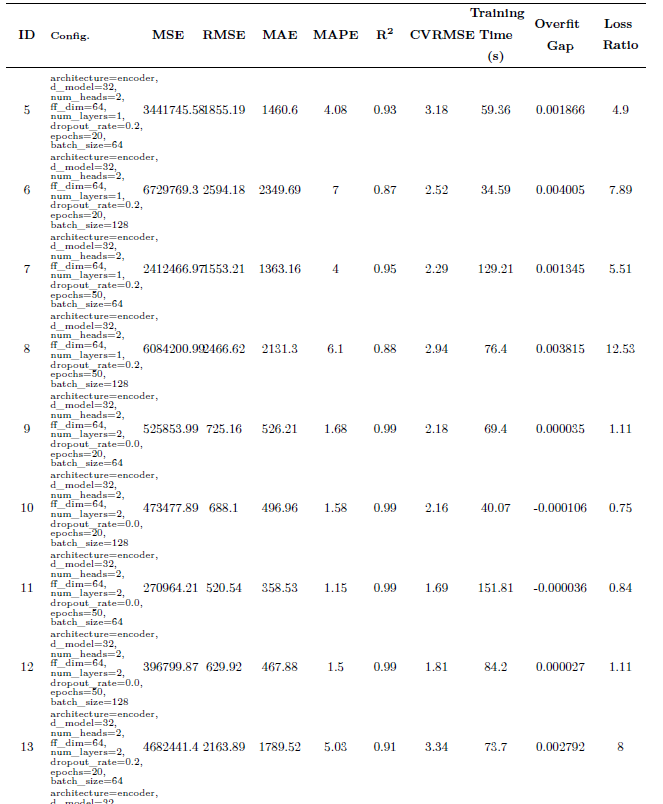 ID Config. MSE RMSE MAE MAPE R² CVRMSE Training Time (s) Overfit Gap Loss Ratio
architecture=encoder,
d_model=32,
num_heads=2,
5 ff_dim=64, 3441745.58 1855.19 1460.6 4.08 0.93 3.18 59.36 0.001866 4.9
num_layers=1,
dropout_rate=0.2,
epochs=20,
batch_size=64
architecture=encoder,
d_model=32,
num_heads=2,
6 ff_dim=64, 6729769.3 2594.18 2349.69 7 0.87 2.52 34.59 0.004005 7.89
num_layers=1,
dropout_rate=0.2,
epochs=20,
batch_size=128
architecture=encoder,
d_model=32,
num_heads=2,
7 ff_dim=64, 2412466.97 1553.21 1363.16 4 0.95 2.29 129.21 0.001345 5.51
num_layers=1,
dropout_rate=0.2,
epochs=50,
batch_size=64
architecture=encoder,
d_model=32,
num_heads=2,
8 ff_dim=64, 6084200.99 2466.62 2131.3 6.1 0.88 2.94 76.4 0.003815 12.53
num_layers=1,
dropout_rate=0.2,
epochs=50,
batch_size=128
architecture=encoder,
d_model=32,
num_heads=2,
9 ff_dim=64, 525853.99 725.16 526.21 1.68 0.99 2.18 69.4 0.000035 1.11
num_layers=2,
dropout_rate=0.0,
epochs=20,
batch_size=64
architecture=encoder,
d_model=32,
num_heads=2,
10 ff_dim=64, 473477.89 688.1 496.96 1.58 0.99 2.16 40.07 -0.000106 0.75
num_layers=2,
dropout_rate=0.0,
epochs=20,
batch_size=128
architecture=encoder,
d_model=32,
num_heads=2,
11 ff_dim=64, 270964.21 520.54 358.53 1.15 0.99 1.69 151.81 -0.000036 0.84
num_layers=2,
dropout_rate=0.0,
epochs=50,
batch_size=64
architecture=encoder,
d_model=32,
num_heads=2,
12 ff_dim=64, 396799.87 629.92 467.88 1.5 0.99 1.81 84.2 0.000027 1.11
num_layers=2,
dropout_rate=0.0,
epochs=50,
batch_size=128
architecture=encoder,
d_model=32,
num_heads=2,
13 ff_dim=64, 4682441.4 2163.89 1789.52 5.03 0.91 3.34 73.7 0.002792 8
num_layers=2,
dropout_rate=0.2,
epochs=20,
batch_size=64
architecture=encoder,
d_model=32